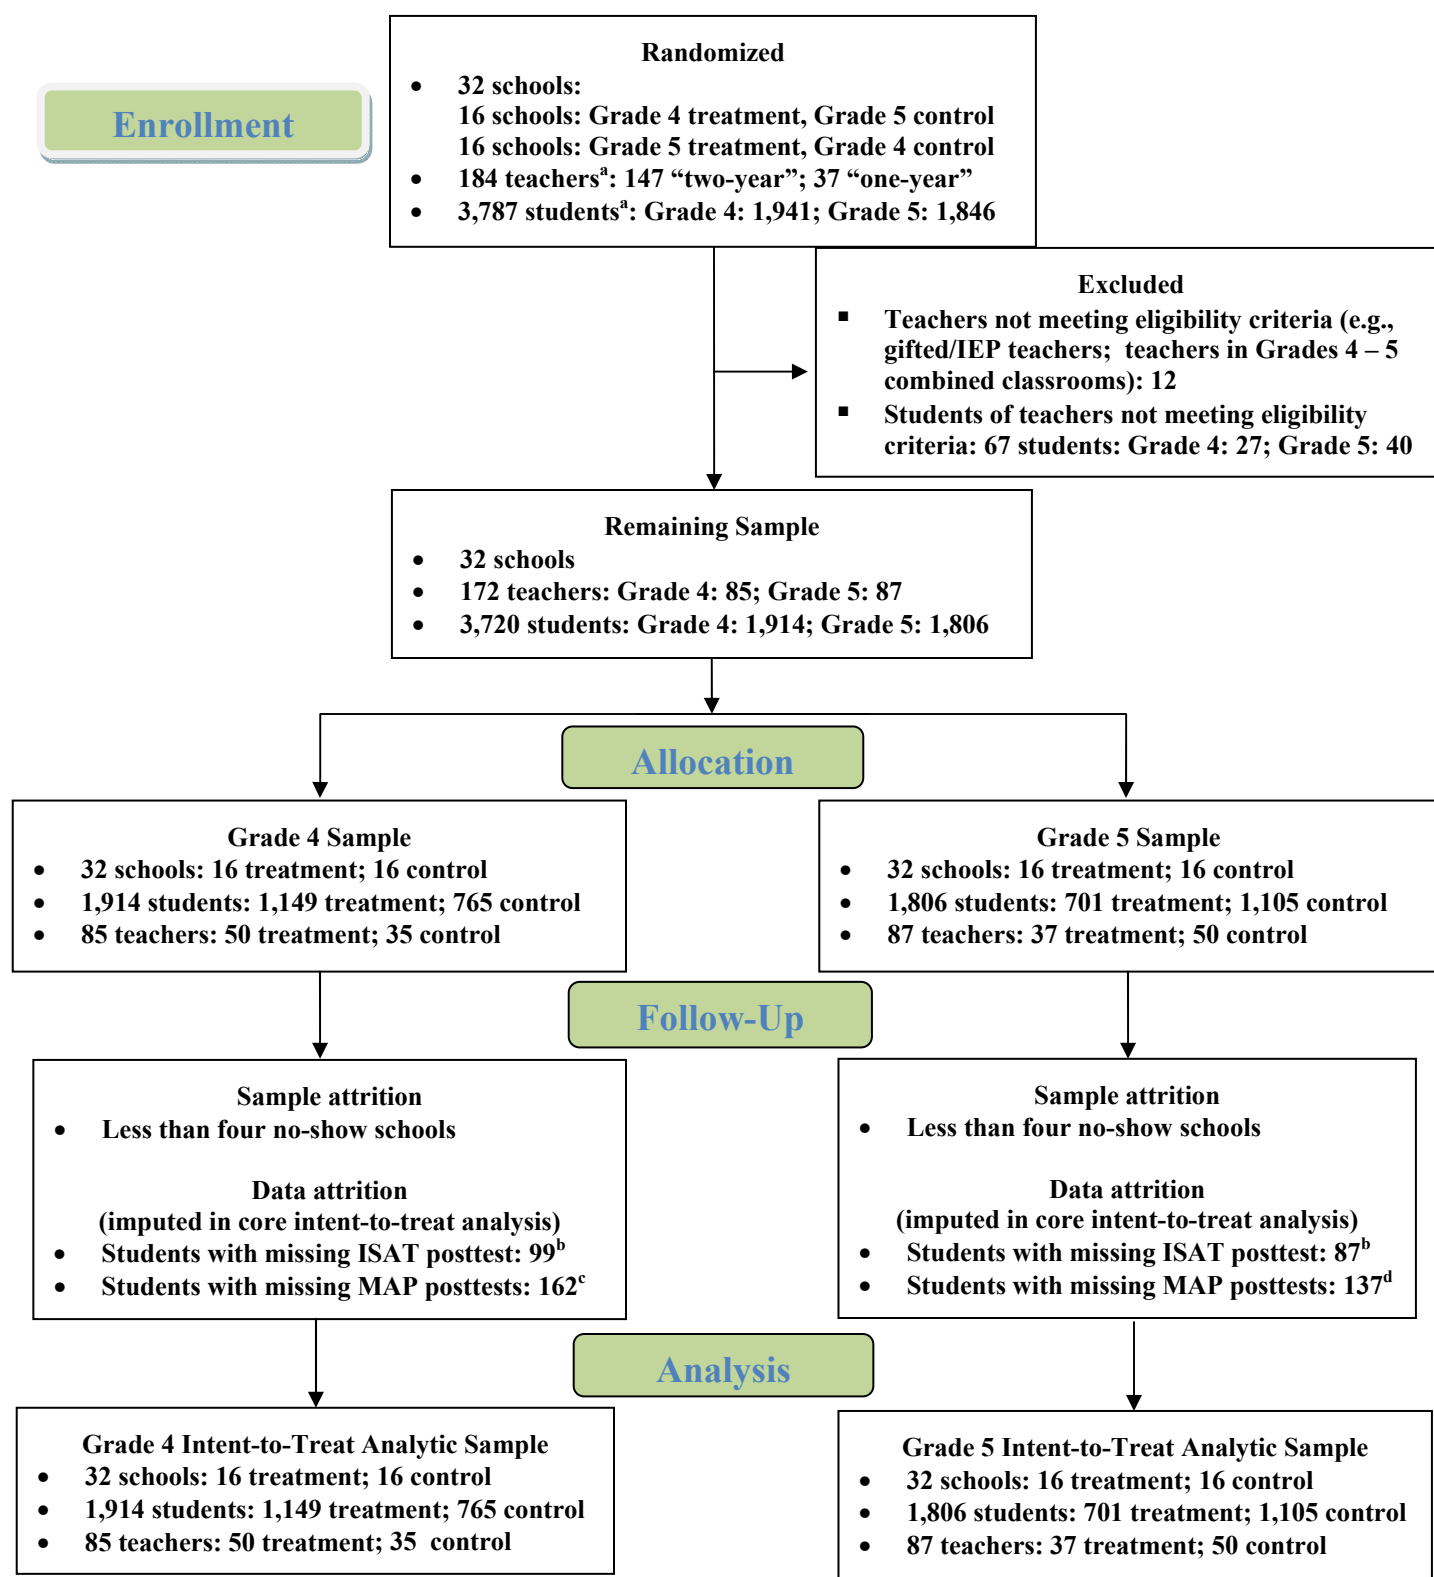 Enrollment
Randomized
• 32 schools:
16 schools: Grade 4 treatment, Grade 5 control
16 schools: Grade 5 treatment, Grade 4 control
• 184 teachersᵃ: 147 “two-year”; 37 “one-year”
• 3,787 studentsᵃ: Grade 4: 1,941; Grade 5: 1,846
Excluded
▪ Teachers not meeting eligibility criteria (e.g.,
gifted/IEP teachers; teachers in Grades 4 – 5
combined classrooms): 12
▪ Students of teachers not meeting eligibility
criteria: 67 students: Grade 4: 27; Grade 5: 40
Remaining Sample
• 32 schools
• 172 teachers: Grade 4: 85; Grade 5: 87
• 3,720 students: Grade 4: 1,914; Grade 5: 1,806
Allocation
Grade 4 Sample
• 32 schools: 16 treatment; 16 control
• 1,914 students: 1,149 treatment; 765 control
• 85 teachers: 50 treatment; 35 control
Grade 5 Sample
• 32 schools: 16 treatment; 16 control
• 1,806 students: 701 treatment; 1,105 control
• 87 teachers: 37 treatment; 50 control
Follow-Up
Sample attrition
• Less than four no-show schools
Data attrition
(imputed in core intent-to-treat analysis)
• Students with missing ISAT posttest: 99ᵇ
• Students with missing MAP posttests: 162ᶜ
Sample attrition
• Less than four no-show schools
Data attrition
(imputed in core intent-to-treat analysis)
• Students with missing ISAT posttest: 87ᵇ
• Students with missing MAP posttests: 137ᵈ
Analysis
Grade 4 Intent-to-Treat Analytic Sample
• 32 schools: 16 treatment; 16 control
• 1,914 students: 1,149 treatment; 765 control
• 85 teachers: 50 treatment; 35 control
Grade 5 Intent-to-Treat Analytic Sample
• 32 schools: 16 treatment; 16 control
• 1,806 students: 701 treatment; 1,105 control
• 87 teachers: 37 treatment; 50 control